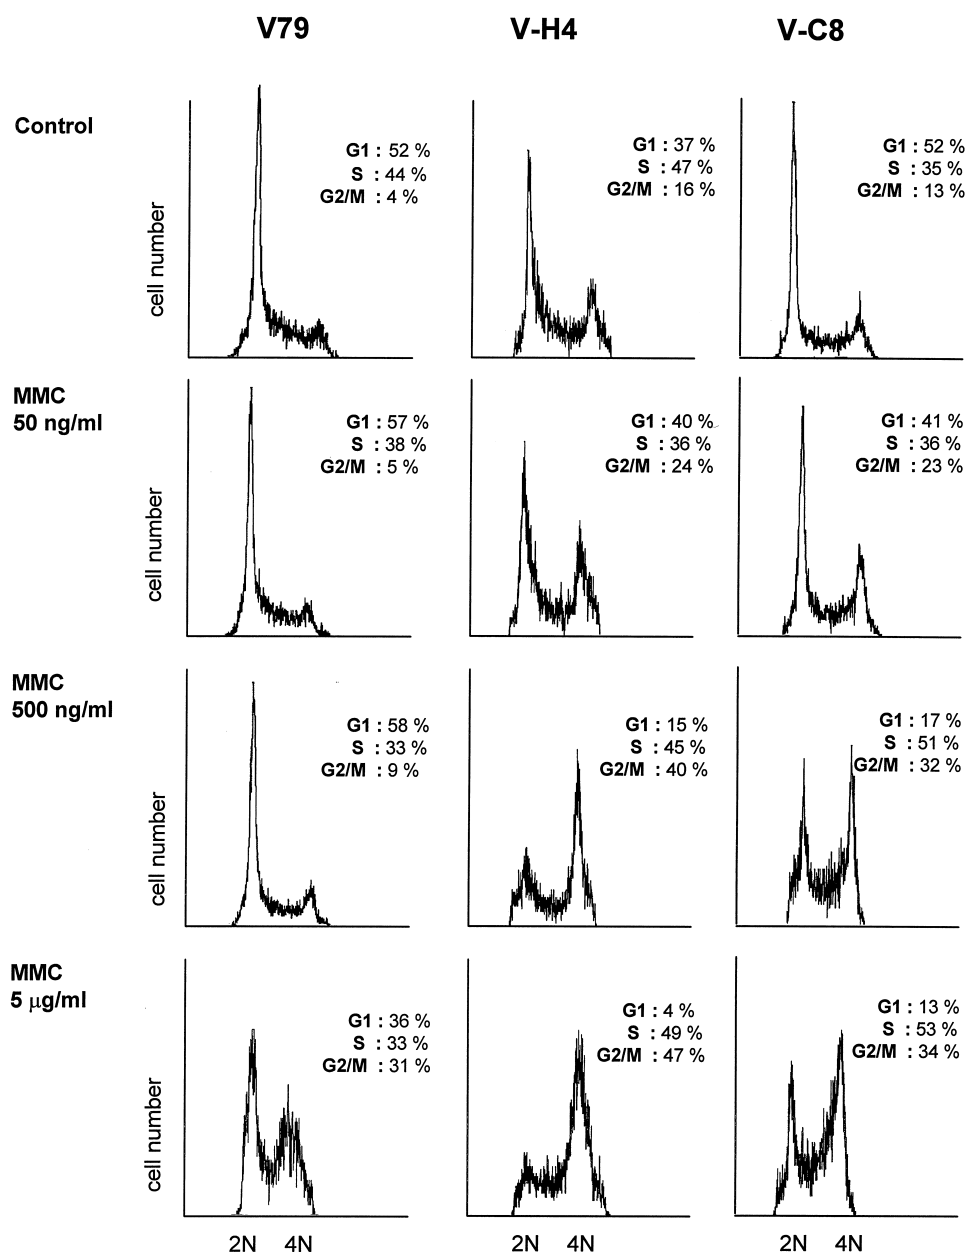 V79 V-H4 V-C8
Control
G1 : 52 %
S : 44 %
G2/M : 4 %
G1 : 37 %
S : 47 %
G2/M : 16 %
G1 : 52 %
S : 35 %
G2/M : 13 %
cell number
MMC
50 ng/ml
G1 : 57 %
S : 38 %
G2/M : 5 %
G1 : 40 %
S : 36 %
G2/M : 24 %
G1 : 41 %
S : 36 %
G2/M : 23 %
cell number
MMC
500 ng/ml
G1 : 58 %
S : 33 %
G2/M : 9 %
G1 : 15 %
S : 45 %
G2/M : 40 %
G1 : 17 %
S : 51 %
G2/M : 32 %
cell number
MMC
5 µg/ml
G1 : 36 %
S : 33 %
G2/M : 31 %
G1 : 4 %
S : 49 %
G2/M : 47 %
G1 : 13 %
S : 53 %
G2/M : 34 %
cell number
2N 4N 2N 4N 2N 4N